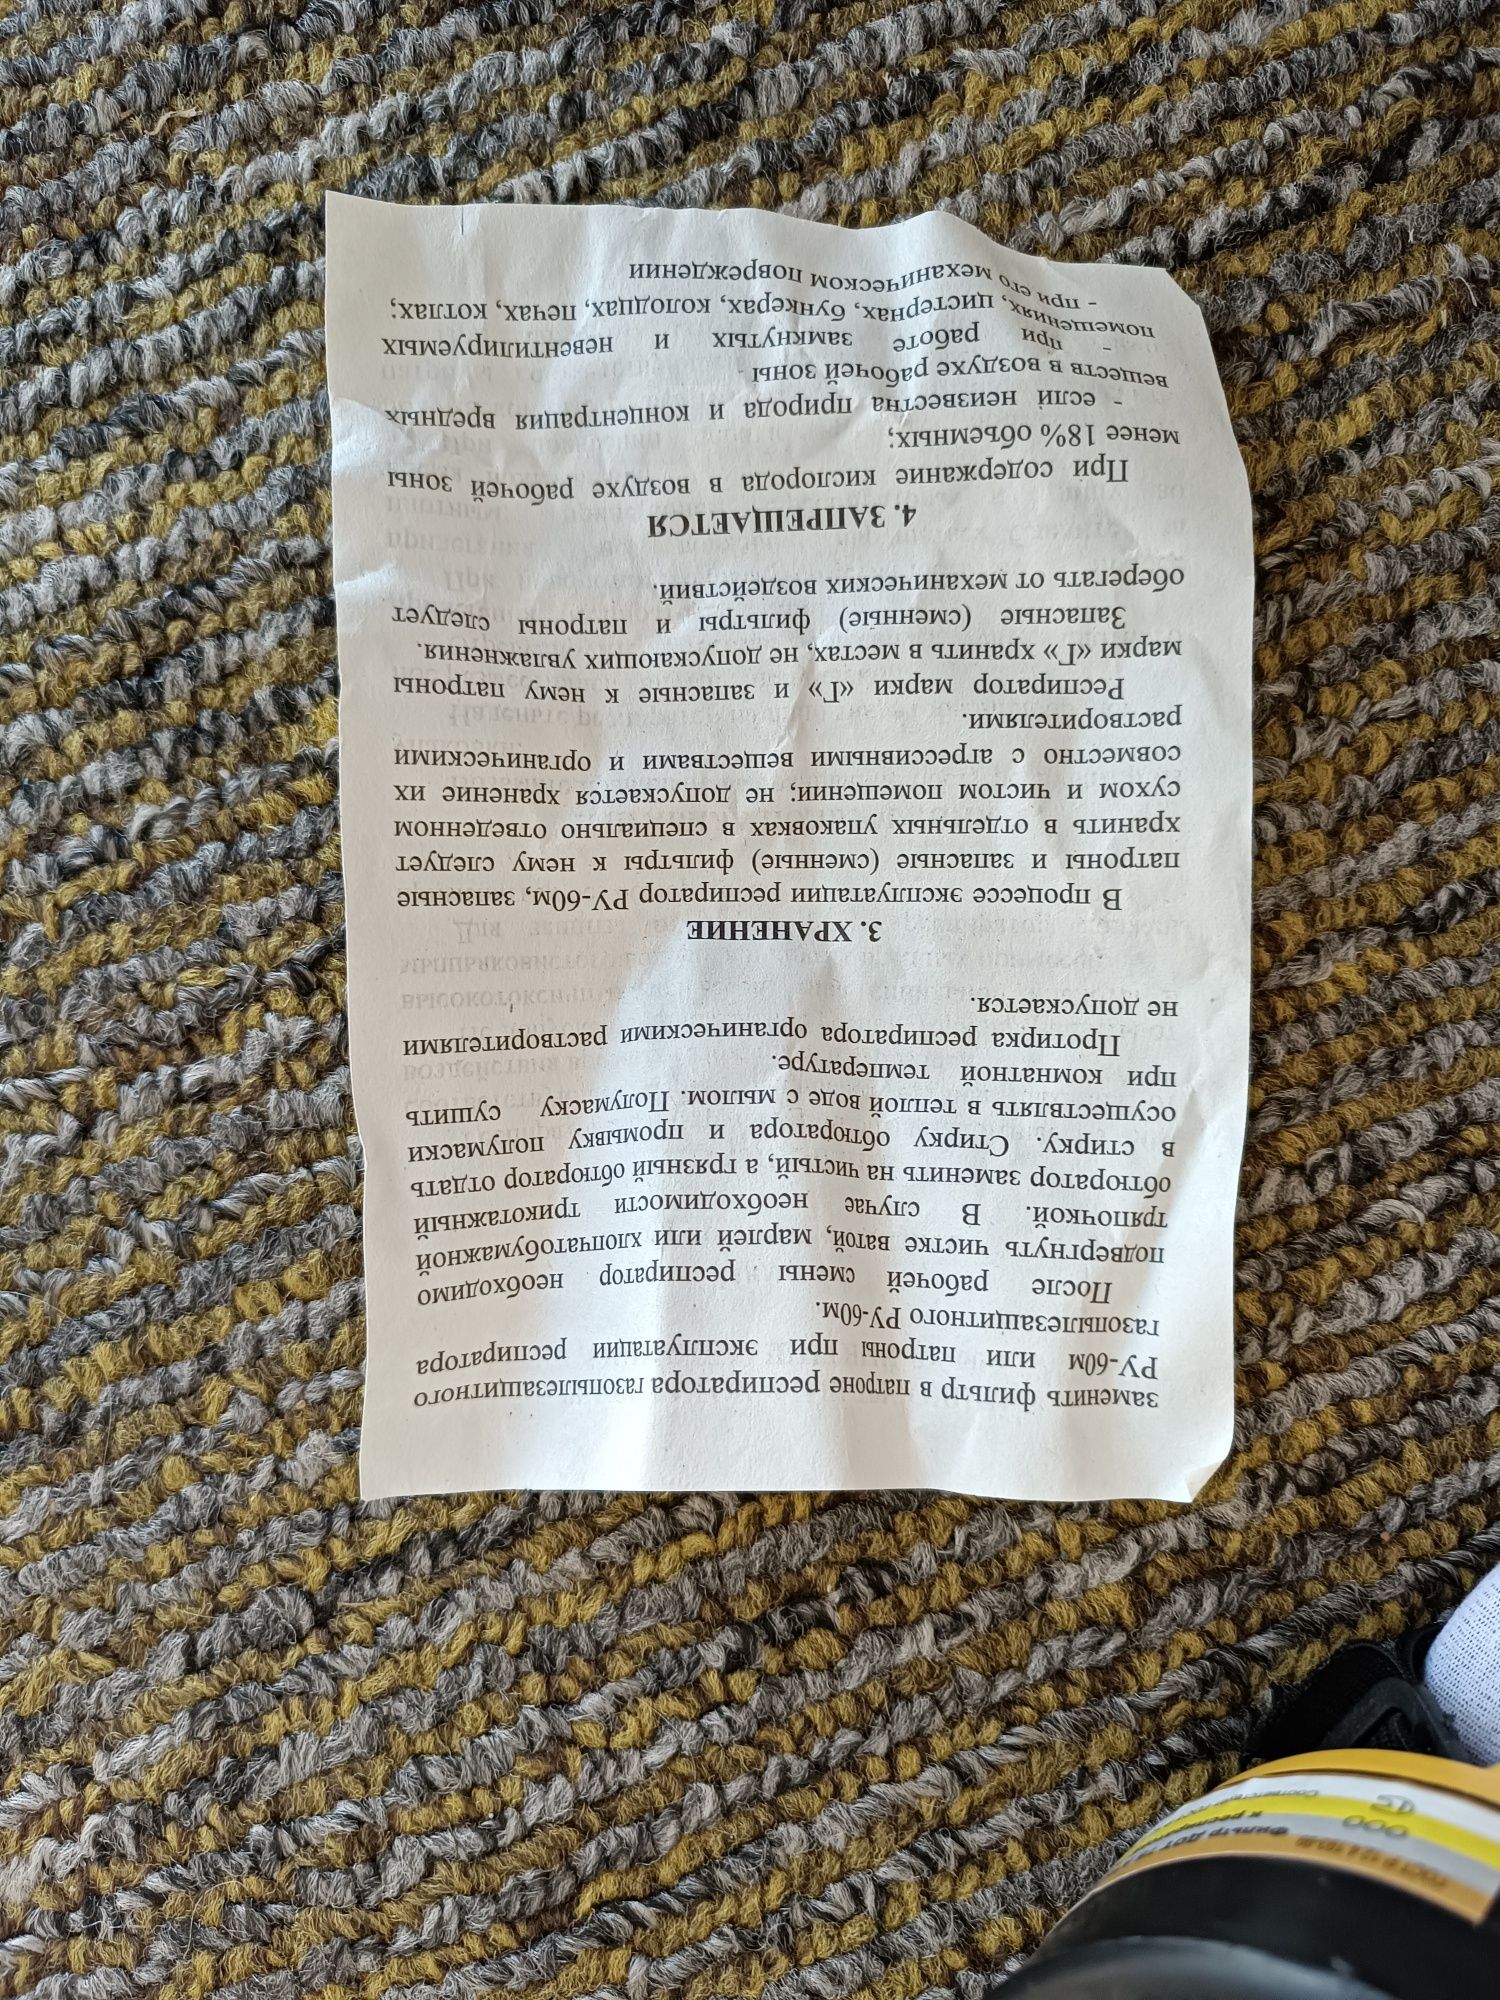 заменить фильтр в патроне респиратора газопылезащитного
РУ-60м или патроны при эксплуатации респиратора
газопылезащитного РУ-60м.
После рабочей смены респиратор необходимо
подвергнуть чистке ватой, марлей или хлопчатобумажной
тряпочкой. В случае необходимости трикотажный
обтюратор заменить на чистый, а грязный обтюратор отдать
в стирку. Стирку обтюратора и промывку полумаски
осуществлять в теплой воде с мылом. Полумаску сушить
при комнатной температуре.
Протирка респиратора органическими растворителями
не допускается.
3. ХРАНЕНИЕ
В процессе эксплуатации респиратор РУ-60м, запасные
патроны и запасные (сменные) фильтры к нему следует
хранить в отдельных упаковках в специально отведенном
сухом и чистом помещении; не допускается хранение их
совместно с агрессивными веществами и органическими
растворителями.
Респиратор марки «Г» и запасные к нему патроны
марки «Г» хранить в местах, не допускающих увлажнения.
Запасные (сменные) фильтры и патроны следует
оберегать от механических воздействий.
4. ЗАПРЕЩАЕТСЯ
При содержание кислорода в воздухе рабочей зоны
менее 18% объемных;
- если неизвестна природа и концентрация вредных
веществ в воздухе рабочей зоны -
- при работе замкнутых и невентилируемых
помещениях, цистернах, бункерах, колодцах, печах, котлах;
- при его механическом повреждении
ООО